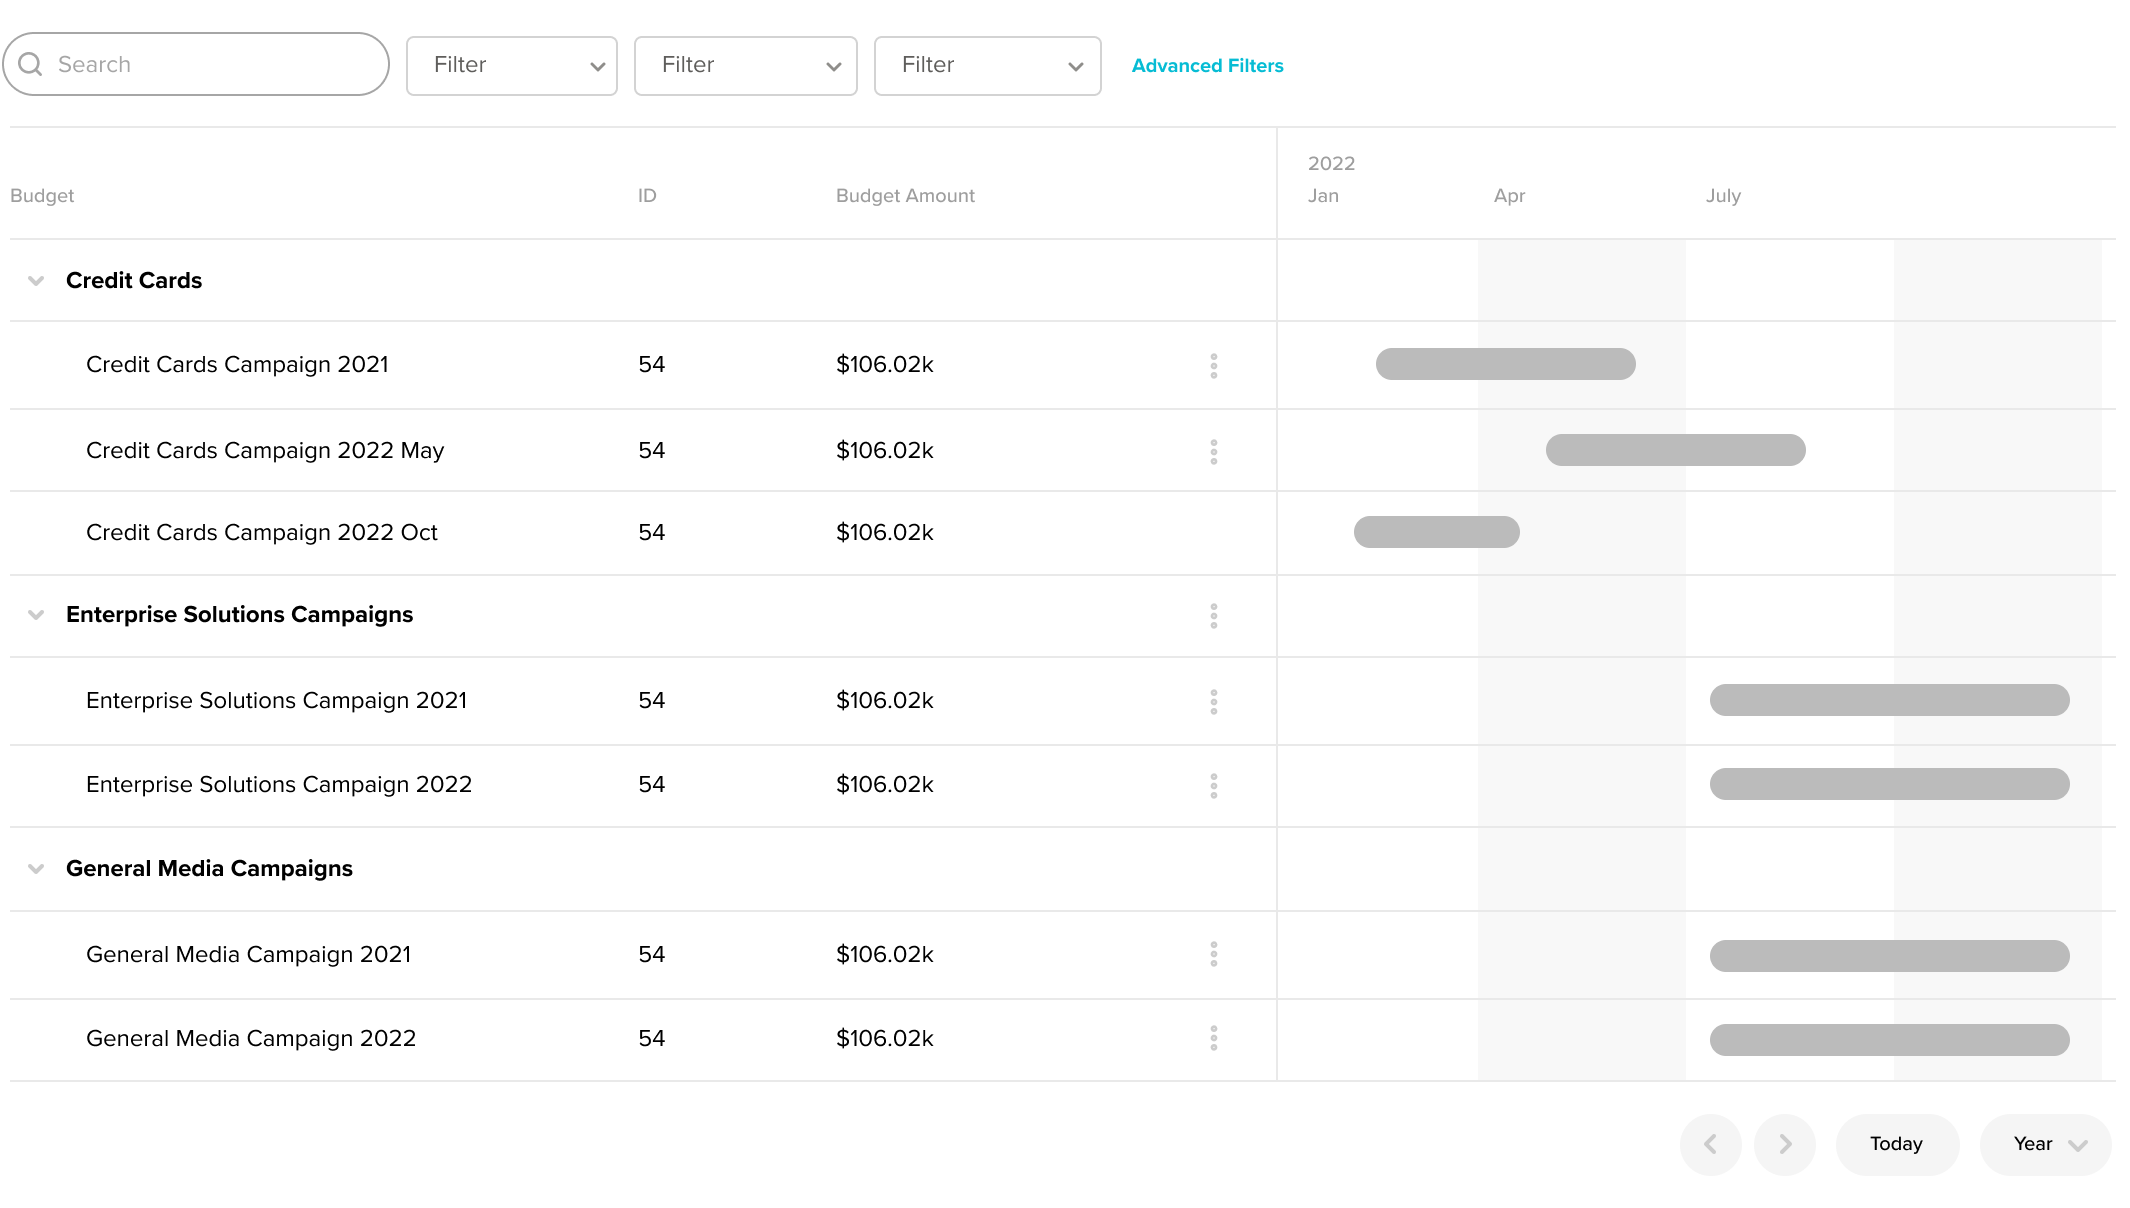 Search
Filter
Filter
Filter
Advanced Filters
2022
Budget
ID
Budget Amount
Jan
Apr
July
Credit Cards
Credit Cards Campaign 2021
54
$106.02k
Credit Cards Campaign 2022 May
54
$106.02k
Credit Cards Campaign 2022 Oct
54
$106.02k
Enterprise Solutions Campaigns
Enterprise Solutions Campaign 2021
54
$106.02k
Enterprise Solutions Campaign 2022
54
$106.02k
General Media Campaigns
General Media Campaign 2021
54
$106.02k
General Media Campaign 2022
54
$106.02k
Today
Year